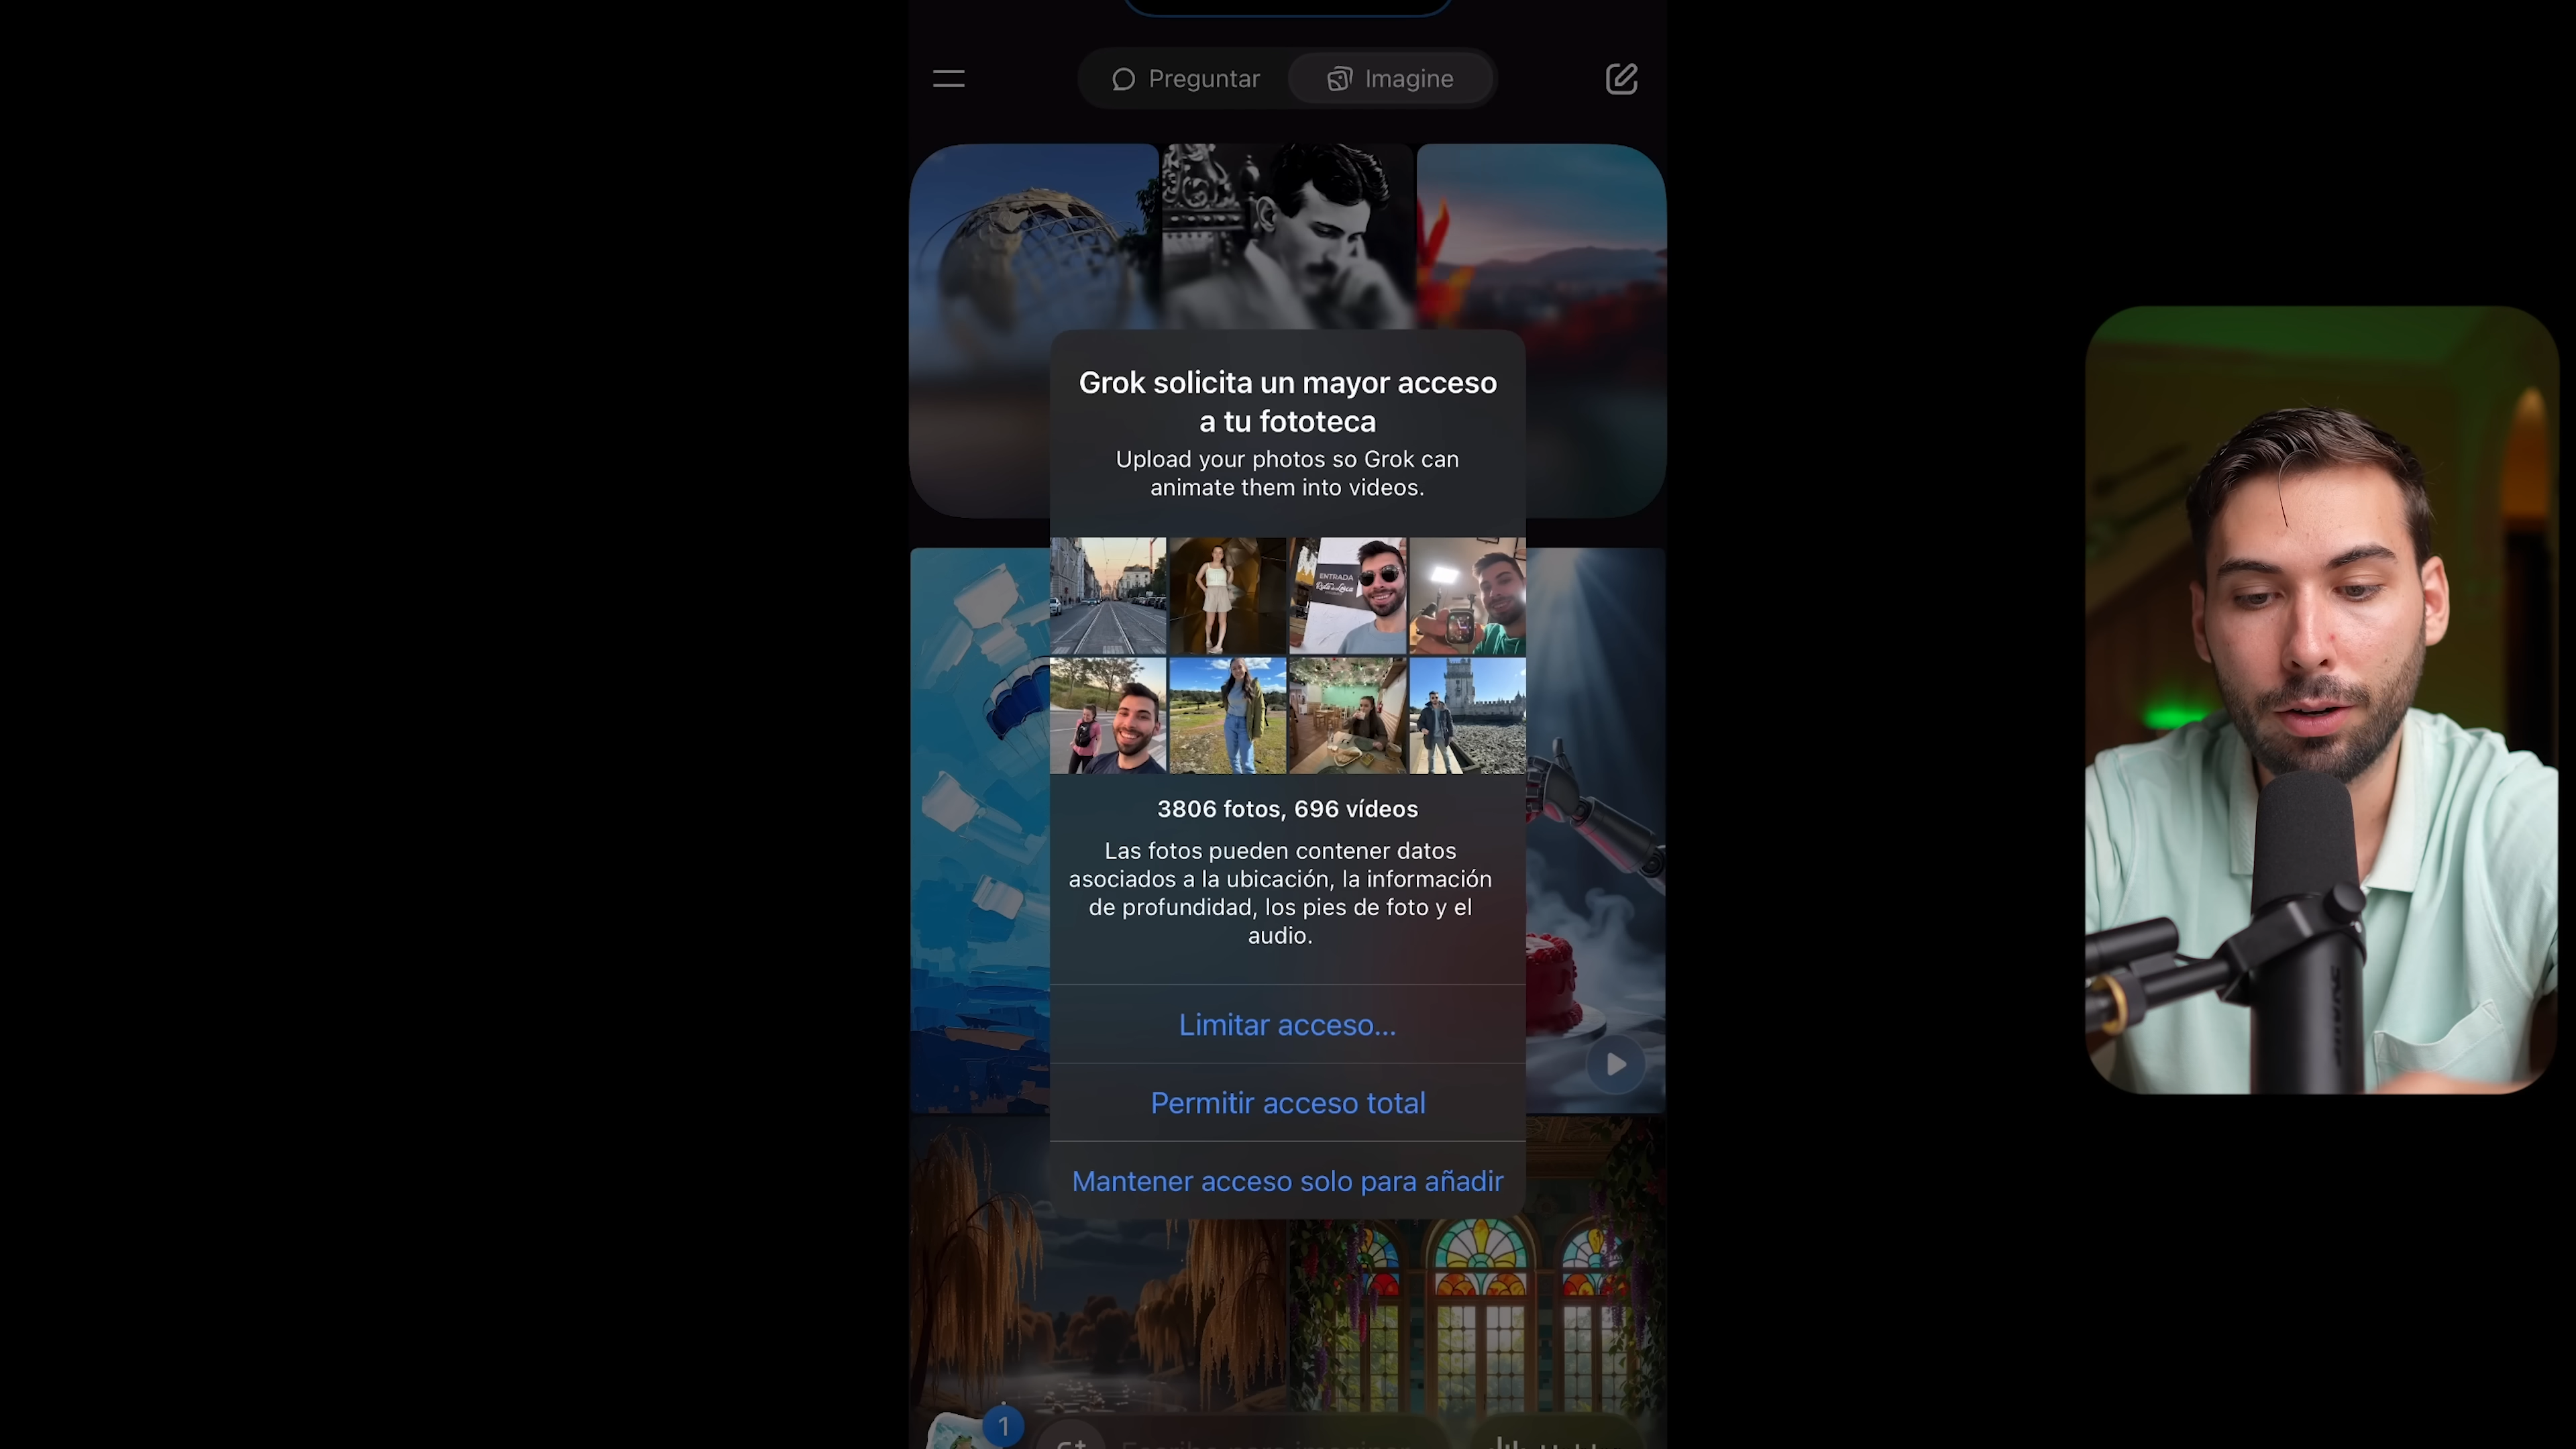 Preguntar
Imagine
Grok solicita un mayor acceso
a tu fototeca
Upload your photos so Grok can
animate them into videos.
ENTRADA
3806 fotos, 696 vídeos
Las fotos pueden contener datos
asociados a la ubicación, la información
de profundidad, los pies de foto y el
audio.
Limitar acceso...
Permitir acceso total
Mantener acceso solo para añadir
1